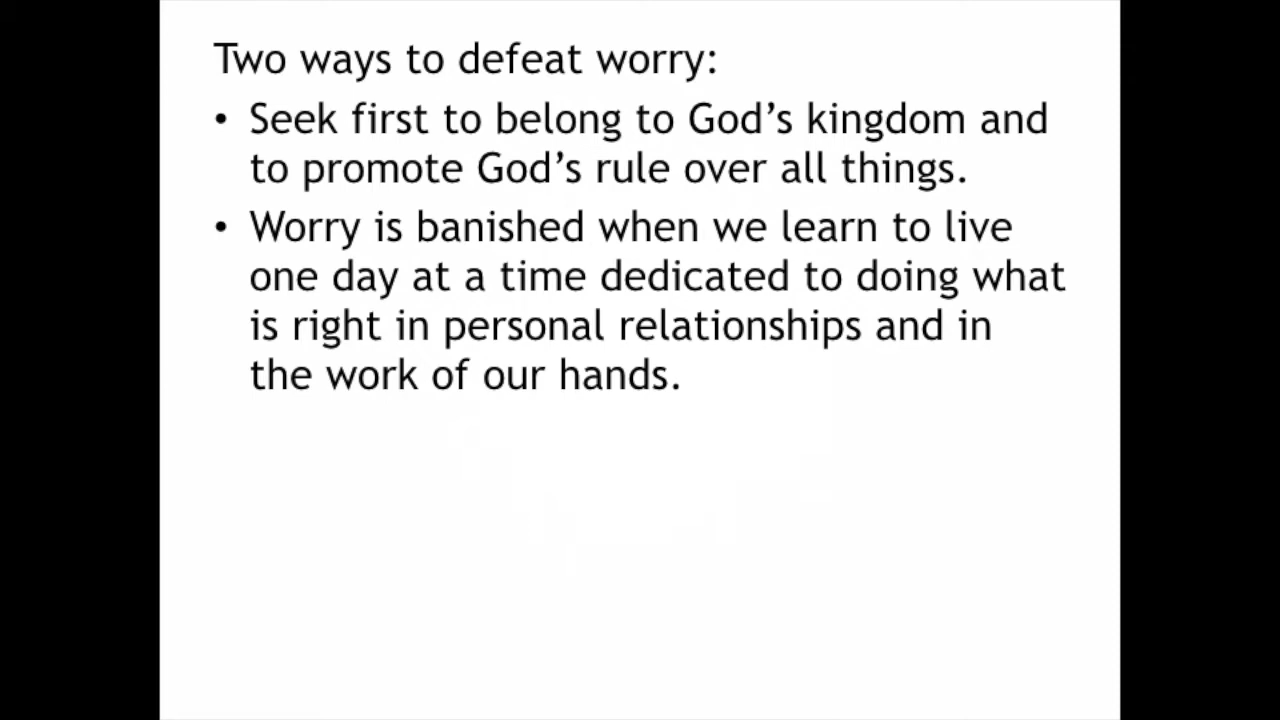 Two ways to defeat worry:
• Seek first to belong to God’s kingdom and
to promote God’s rule over all things.
• Worry is banished when we learn to live
one day at a time dedicated to doing what
is right in personal relationships and in
the work of our hands.